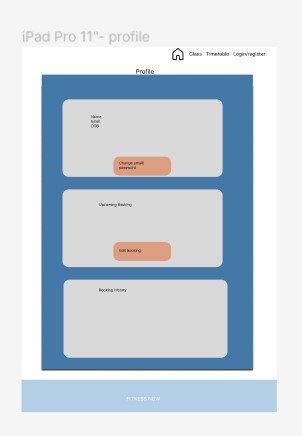 iPad Pro 11"- profile
Class Timetable Login/register
Profile
Name
Email
DOB
Change email/
password
Upcoming Booking
Edit booking
Booking History
FITNESS NOW